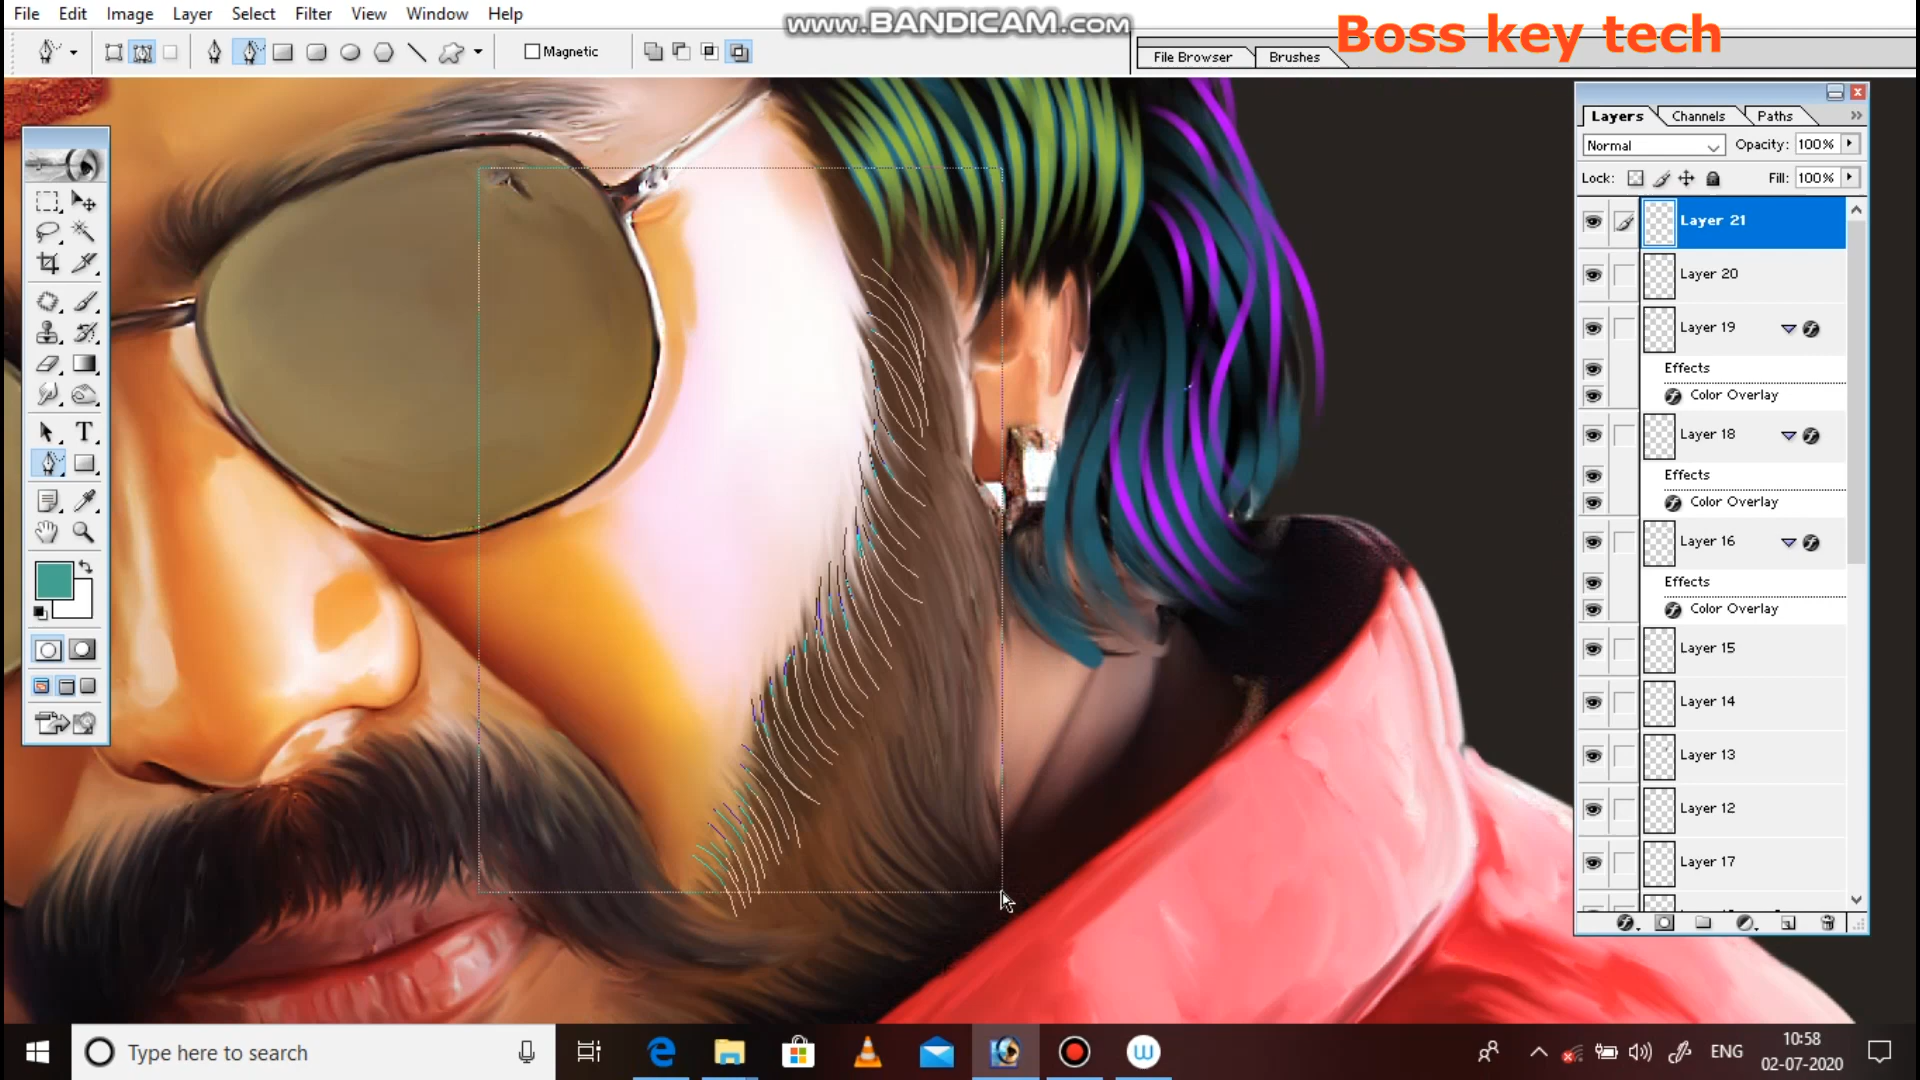 File Edit Image Layer Select Filter View Window Help
WWW.BANDICAM.COM
Boss key tech
Magnetic
File Browser Brushes
Layers Channels Paths
Normal Opacity: 100%
Lock: Fill: 100%
Layer 21
Layer 20
Layer 19
Effects
Color Overlay
Layer 18
Effects
Color Overlay
Layer 16
Effects
Color Overlay
Layer 15
Layer 14
Layer 13
Layer 12
Layer 17
Type here to search
ENG
10:58
02-07-2020